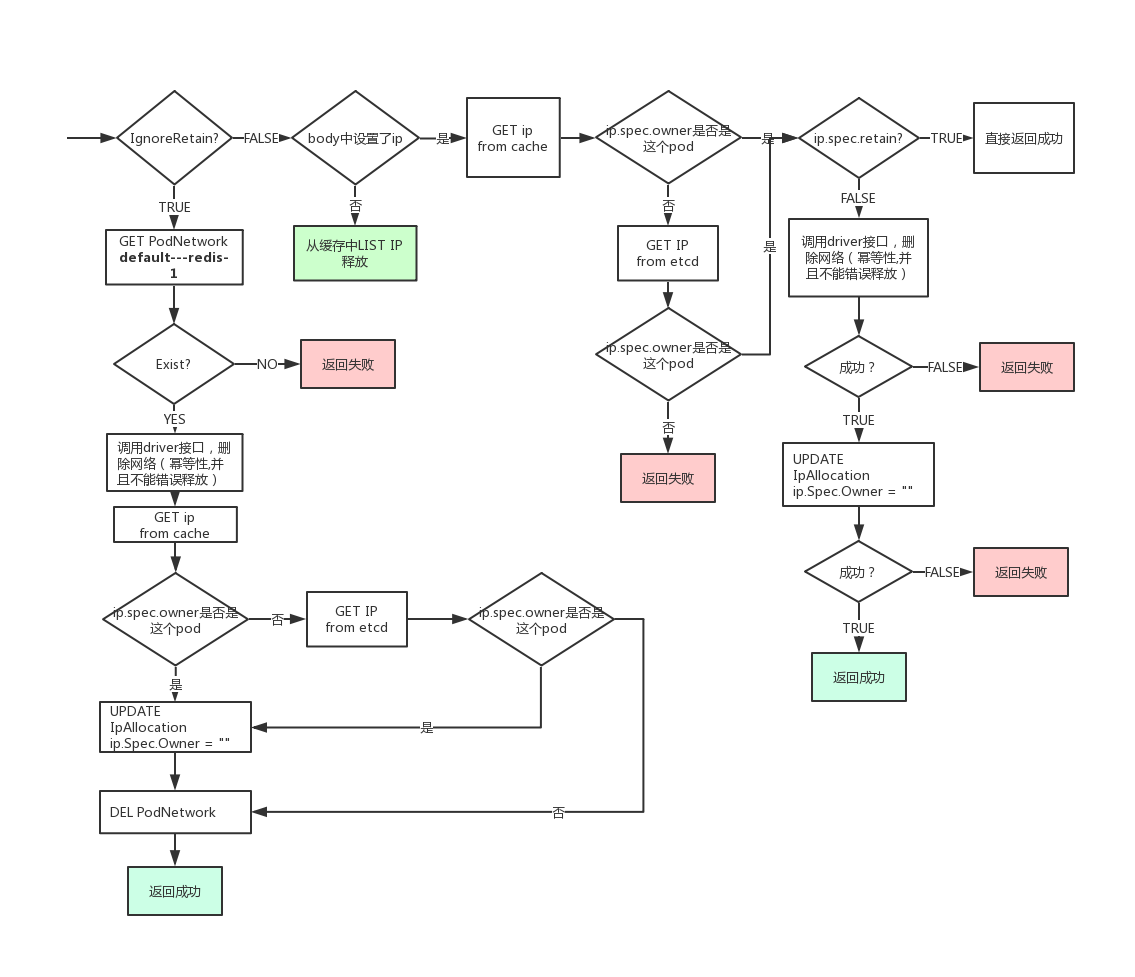 IgnoreRetain?
FALSE
body中设置了ip
是
GET ip
from cache
ip.spec.owner是否是
这个pod
是
ip.spec.retain?
TRUE
直接返回成功
TRUE
否
否
FALSE
GET PodNetwork
default---redis-
1
从缓存中LIST IP
释放
GET IP
from etcd
是
调用driver接口，删
除网络（幂等性,并
且不能错误释放）
Exist?
NO
返回失败
ip.spec.owner是否是
这个pod
成功？
FALSE
返回失败
YES
否
TRUE
调用driver接口，删
除网络（幂等性,并
且不能错误释放）
返回失败
UPDATE
IpAllocation
ip.Spec.Owner = ""
GET ip
from cache
成功？
FALSE
返回失败
ip.spec.owner是否是
这个pod
否
GET IP
from etcd
ip.spec.owner是否是
这个pod
TRUE
是
返回成功
UPDATE
IpAllocation
ip.Spec.Owner = ""
是
DEL PodNetwork
否
返回成功